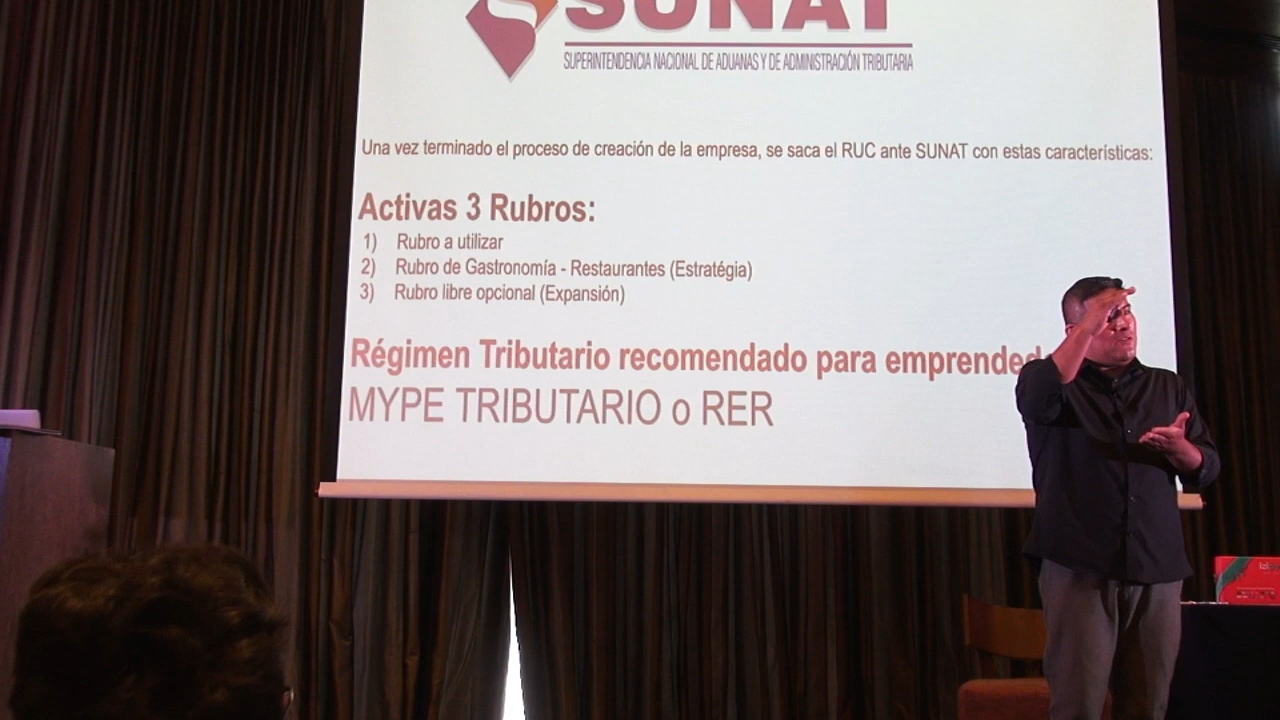 SUNAT
SUPERINTENDENCIA NACIONAL DE ADUANAS Y DE ADMINISTRACIÓN TRIBUTARIA
Una vez terminado el proceso de creación de la empresa, se saca el RUC ante SUNAT con estas características:
Activas 3 Rubros:
1) Rubro a utilizar
2) Rubro de Gastronomía - Restaurantes (Estratégia)
3) Rubro libre opcional (Expansión)
Régimen Tributario recomendado para emprended
MYPE TRIBUTARIO o RER